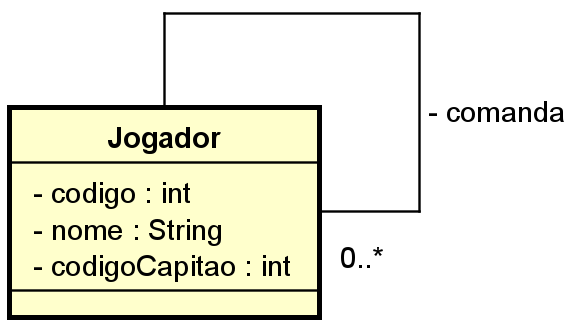 Jogador
- codigo : int
- nome : String
- codigoCapitao : int
- comanda
0..*